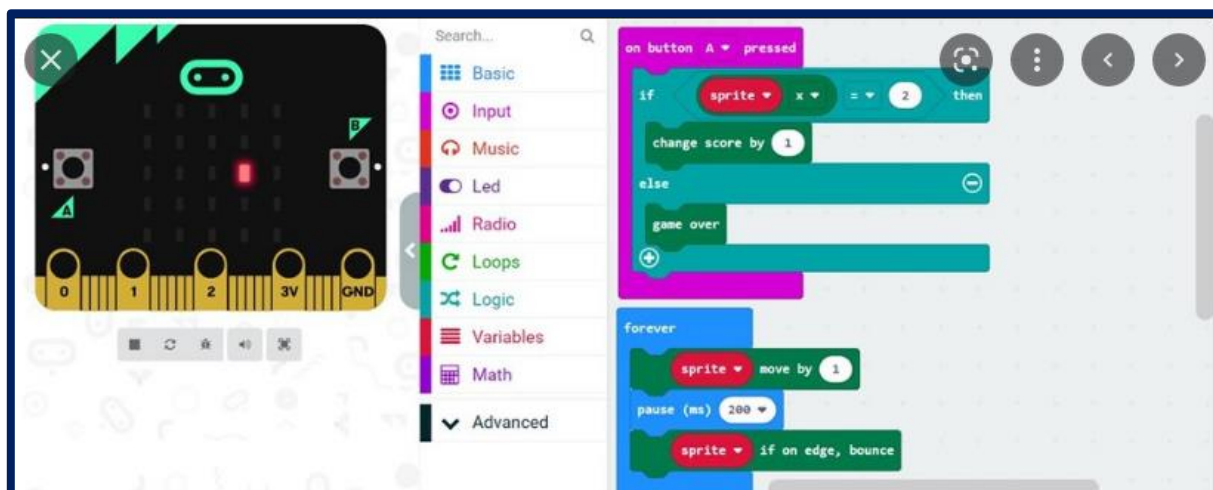 B
A
0 1 2 3V GND
Search...
Basic
Input
Music
Led
Radio
Loops
Logic
Variables
Math
Advanced
on button A pressed
if sprite x = 2 then
change score by 1
else
game over
forever
sprite move by 1
pause (ms) 200
sprite if on edge, bounce